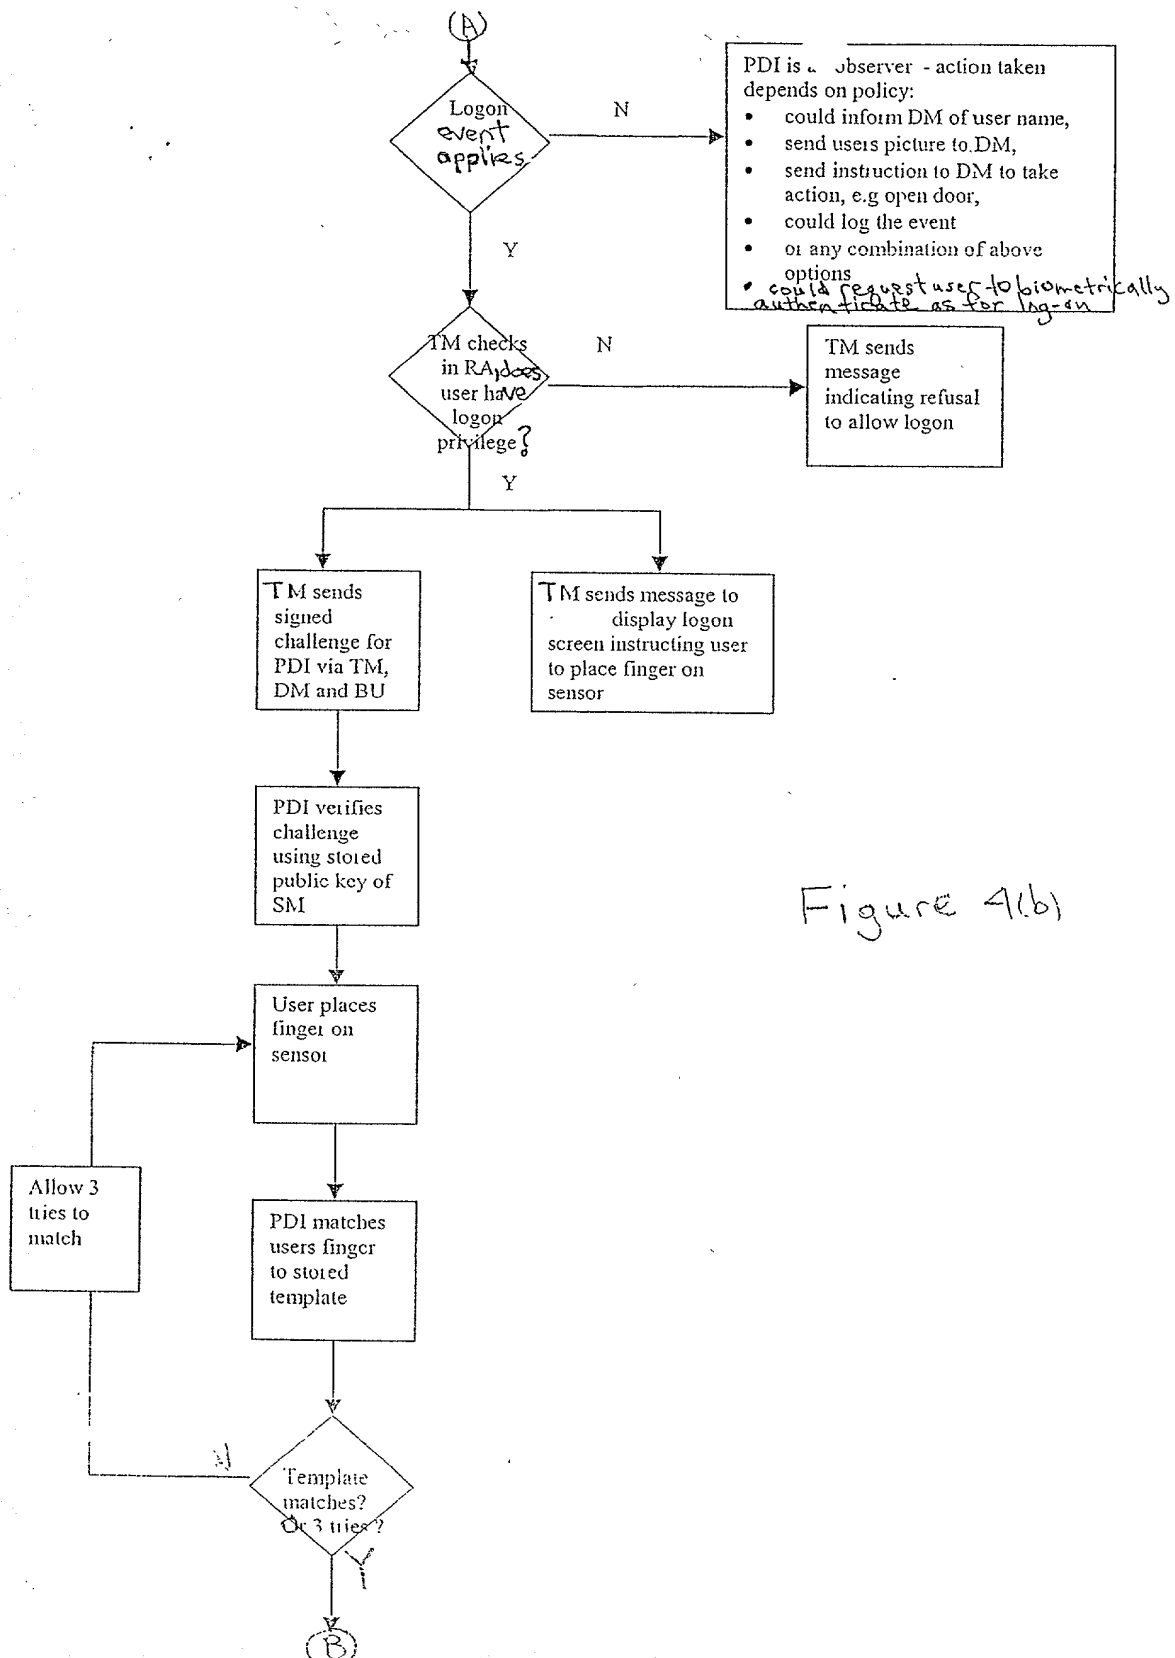 (A)
Logon
event
applies
N
Y
PDI is observer - action taken
depends on policy:
• could inform DM of user name,
• send users picture to DM,
• send instruction to DM to take
action, e.g open door,
• could log the event
• or any combination of above
options
• could request user to biometrically
authenticate as for log-on
TM checks
in RA, does
user have
logon
privilege?
N
Y
TM sends
message
indicating refusal
to allow logon
TM sends
signed
challenge for
PDI via TM,
DM and BU
TM sends message to
display logon
screen instructing user
to place finger on
sensor
PDI verifies
challenge
using stored
public key of
SM
Figure 4(b)
User places
finger on
sensor
Allow 3
tries to
match
PDI matches
users finger
to stored
template
N
Template
matches?
Or 3 tries ?
Y
(B)